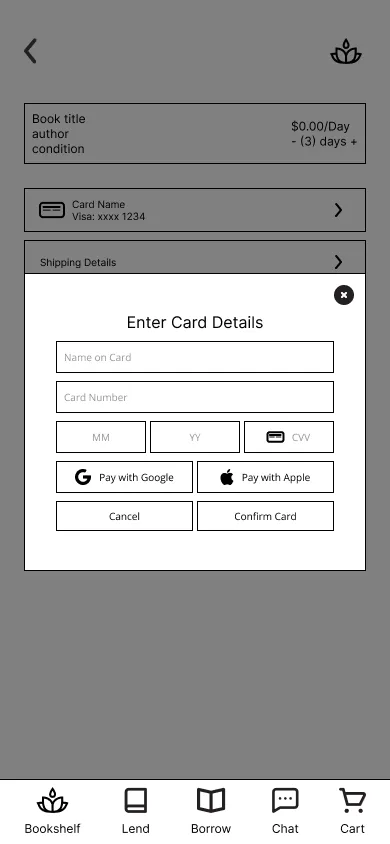 Book title
author
condition
$0.00/Day
- (3) days +
Card Name
Visa: xxxx 1234
Shipping Details
Enter Card Details
Name on Card
Card Number
MM
YY
CVV
Pay with Google
Pay with Apple
Cancel
Confirm Card
Bookshelf
Lend
Borrow
Chat
Cart